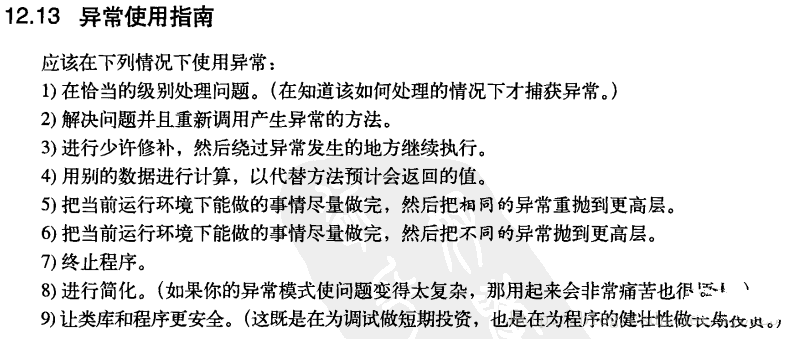 12.13 异常使用指南
应该在下列情况下使用异常：
1) 在恰当的级别处理问题。（在知道该如何处理的情况下才捕获异常。）
2) 解决问题并且重新调用产生异常的方法。
3) 进行少许修补，然后绕过异常发生的地方继续执行。
4) 用别的数据进行计算，以代替方法预计会返回的值。
5) 把当前运行环境下能做的事情尽量做完，然后把相同的异常重抛到更高层。
6) 把当前运行环境下能做的事情尽量做完，然后把不同的异常抛到更高层。
7) 终止程序。
8) 进行简化。（如果你的异常模式使问题变得太复杂，那用起来会非常痛苦也很
9) 让类库和程序更安全。（这既是在为调试做短期投资，也是在为程序的健壮性做长期投资。）